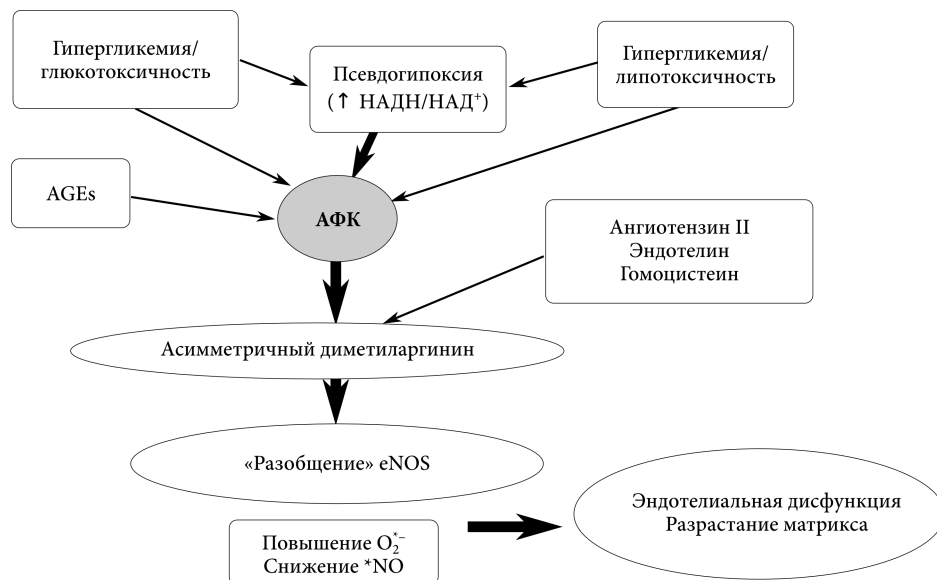 Гипергликемия/
глюкотоксичность
Псевдогипоксия
(↑ НАДН/НАД⁺)
Гипергликемия/
липотоксичность
AGEs
АФК
Ангиотензин II
Эндотелин
Гомоцистеин
Асимметричный диметиларгинин
«Разобщение» eNOS
Эндотелиальная дисфункция
Разрастание матрикса
Повышение O₂*⁻
Снижение *NO